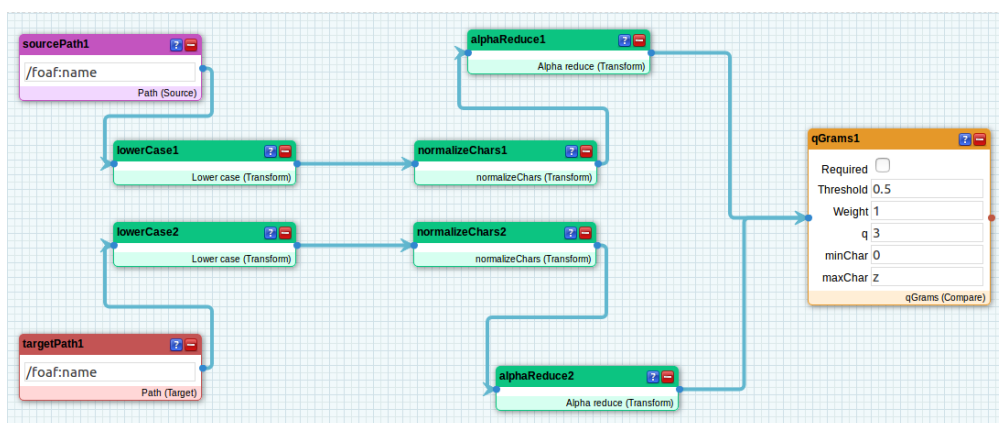 sourcePath1 ?
/foaf:name
Path (Source)
lowerCase1 ?
Lower case (Transform)
normalizeChars1 ?
normalizeChars (Transform)
alphaReduce1 ?
Alpha reduce (Transform)
lowerCase2 ?
Lower case (Transform)
normalizeChars2 ?
normalizeChars (Transform)
targetPath1 ?
/foaf:name
Path (Target)
alphaReduce2 ?
Alpha reduce (Transform)
qGrams1 ?
Required
Threshold 0.5
Weight 1
q 3
minChar 0
maxChar z
qGrams (Compare)